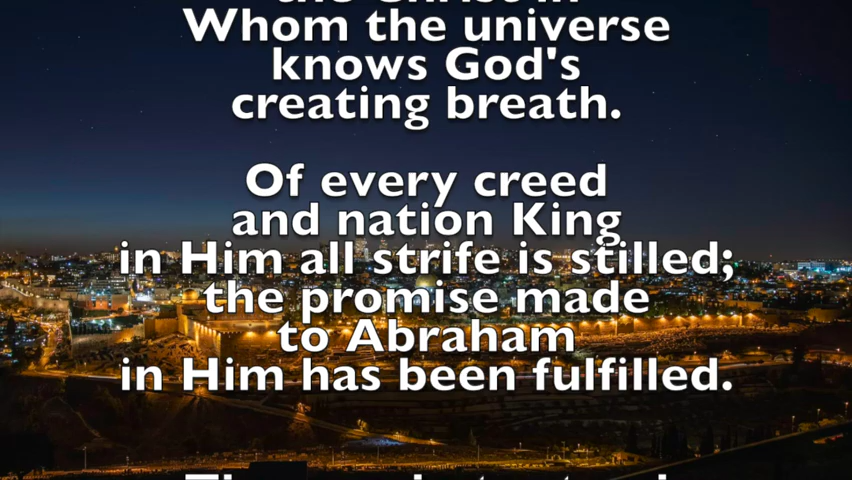 Whom the universe
knows God's
creating breath.
Of every creed
and nation King
in Him all strife is stilled;
the promise made
to Abraham
in Him has been fulfilled.